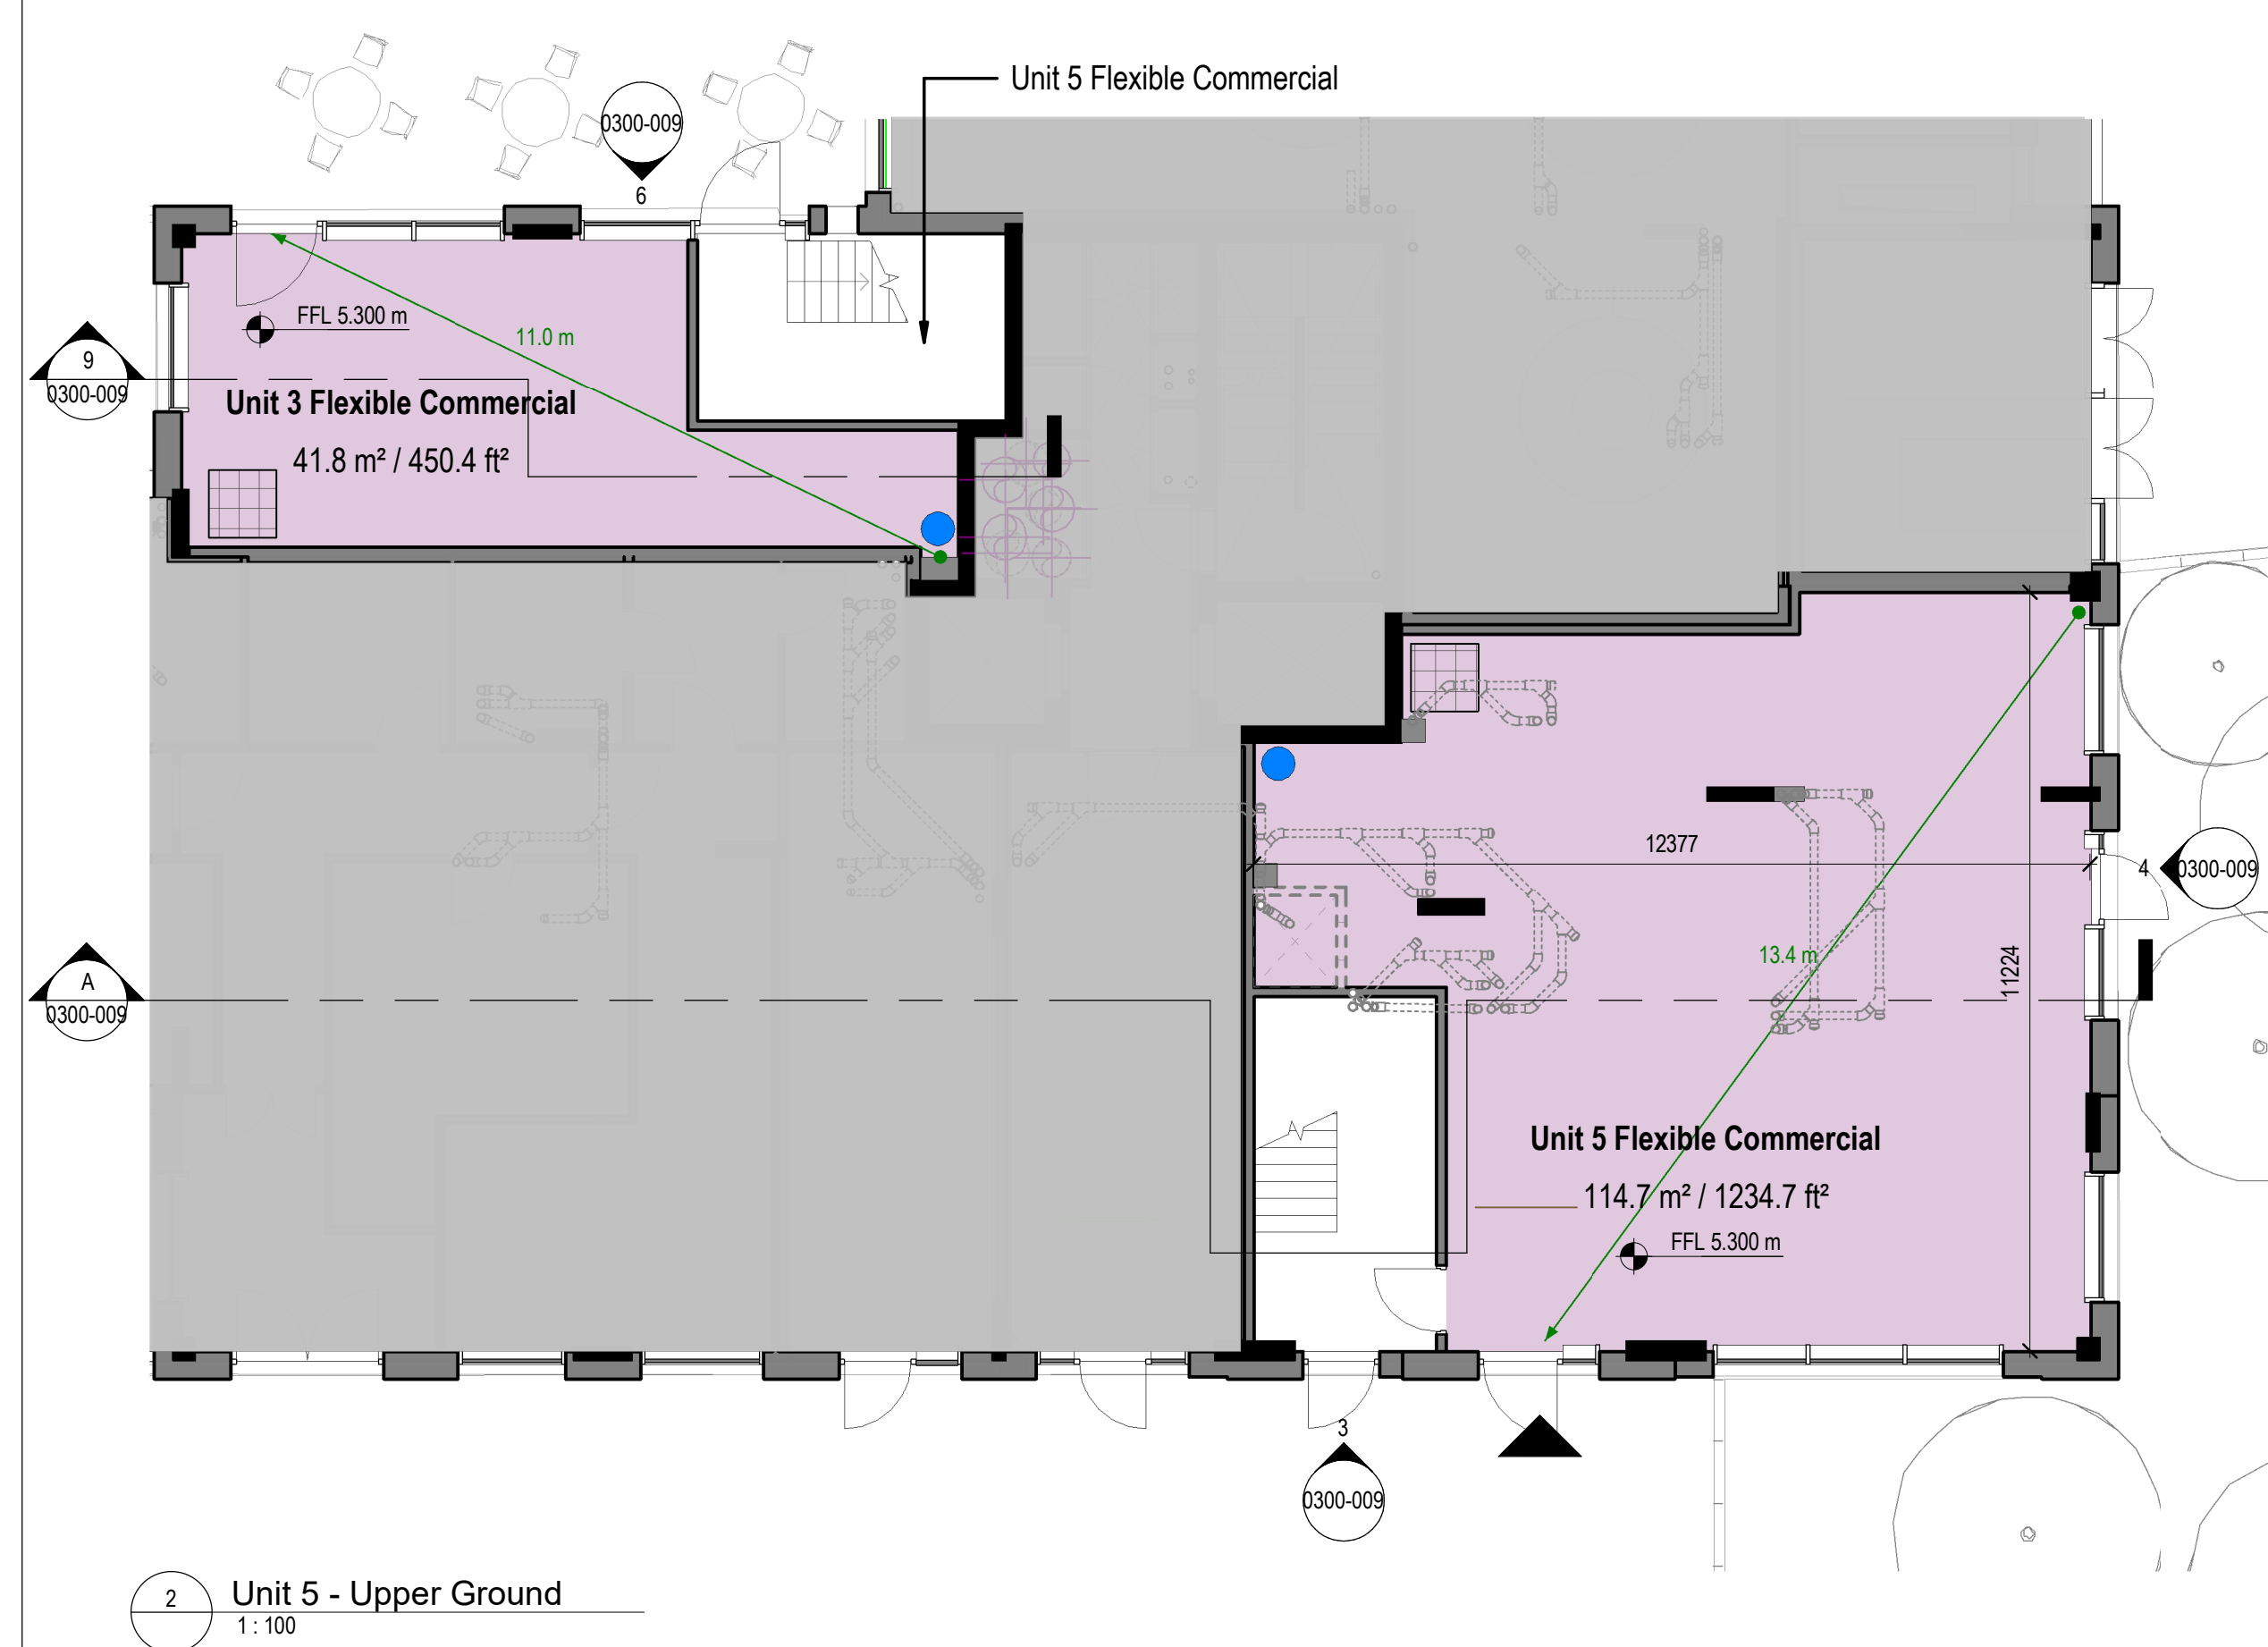 Unit 5 Flexible Commercial
0300-009
6
FFL 5.300 m
11.0 m
9
0300-009
Unit 3 Flexible Commercial
41.8 m² / 450.4 ft²
12377
4
0300-009
13.4 m
11224
A
0300-009
Unit 5 Flexible Commercial
114.7 m² / 1234.7 ft²
FFL 5.300 m
3
0300-009
2
Unit 5 - Upper Ground
1 : 100